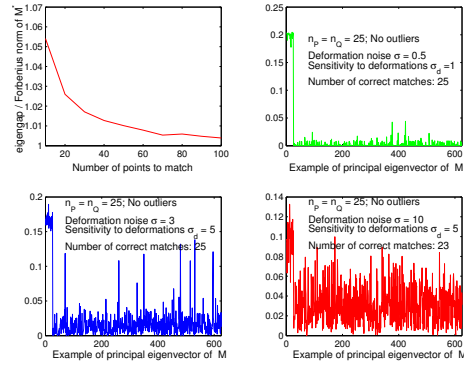 eigengap / Forbenius norm of M*
1.07
1.06
1.05
1.04
1.03
1.02
1.01
1
20 40 60 80 100
Number of points to match
0.25
0.2
0.15
0.1
0.05
0
0 200 400 600
n_P = n_Q = 25; No outliers
Deformation noise σ = 0.5
Sensitivity to deformations σ_d =1
Number of correct matches: 25
Example of principal eigenvector of M
0.2
0.15
0.1
0.05
0
0 200 400 600
n_P = n_Q = 25; No outliers
Deformation noise σ = 3
Sensitivity to deformations σ_d = 5
Number of correct matches: 25
Example of principal eigenvector of M
0.14
0.12
0.1
0.08
0.06
0.04
0.02
0
0 200 400 600
n_P = n_Q = 25; No outliers
Deformation noise σ = 10
Sensitivity to deformations σ_d = 5
Number of correct matches: 23
Example of principal eigenvector of M